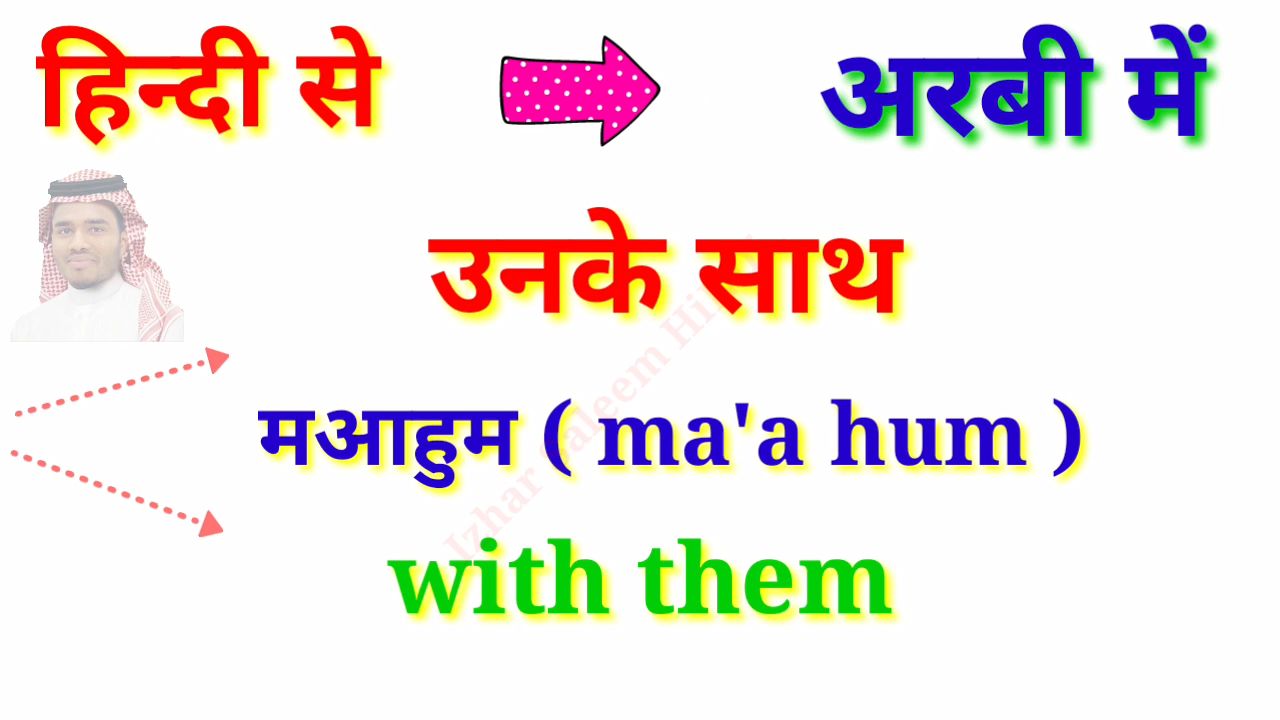 हिन्दी से
अरबी में
उनके साथ
मआहुम ( ma'a hum )
with them